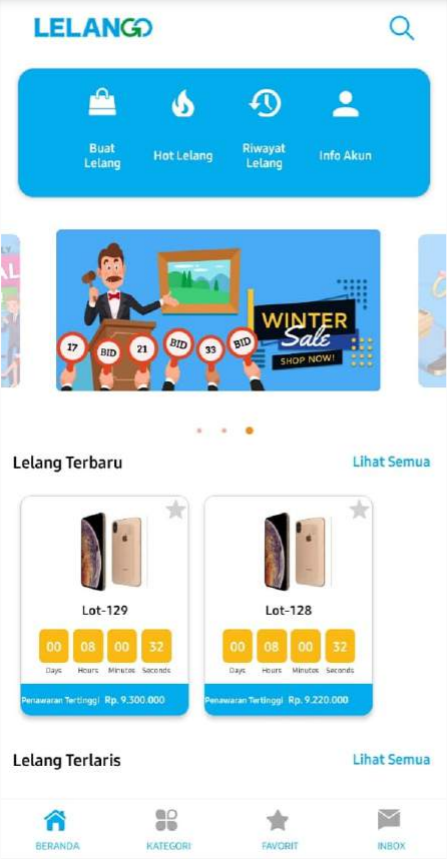 LELANGO
Buat
Lelang
Hot Lelang
Riwayat
Lelang
Info Akun
LY
AL
17
BID
21
BID
33
BID
WINTER
Sale
SHOP NOW!
Lelang Terbaru
Lihat Semua
Lot-129
00 08 00 32
Days Hours Minutes Seconds
Penawaran Tertinggi Rp. 9.300.000
Lot-128
00 08 00 32
Days Hours Minutes Seconds
Penawaran Tertinggi Rp. 9.220.000
Lelang Terlaris
Lihat Semua
BERANDA
KATEGORI
FAVORIT
INBOX